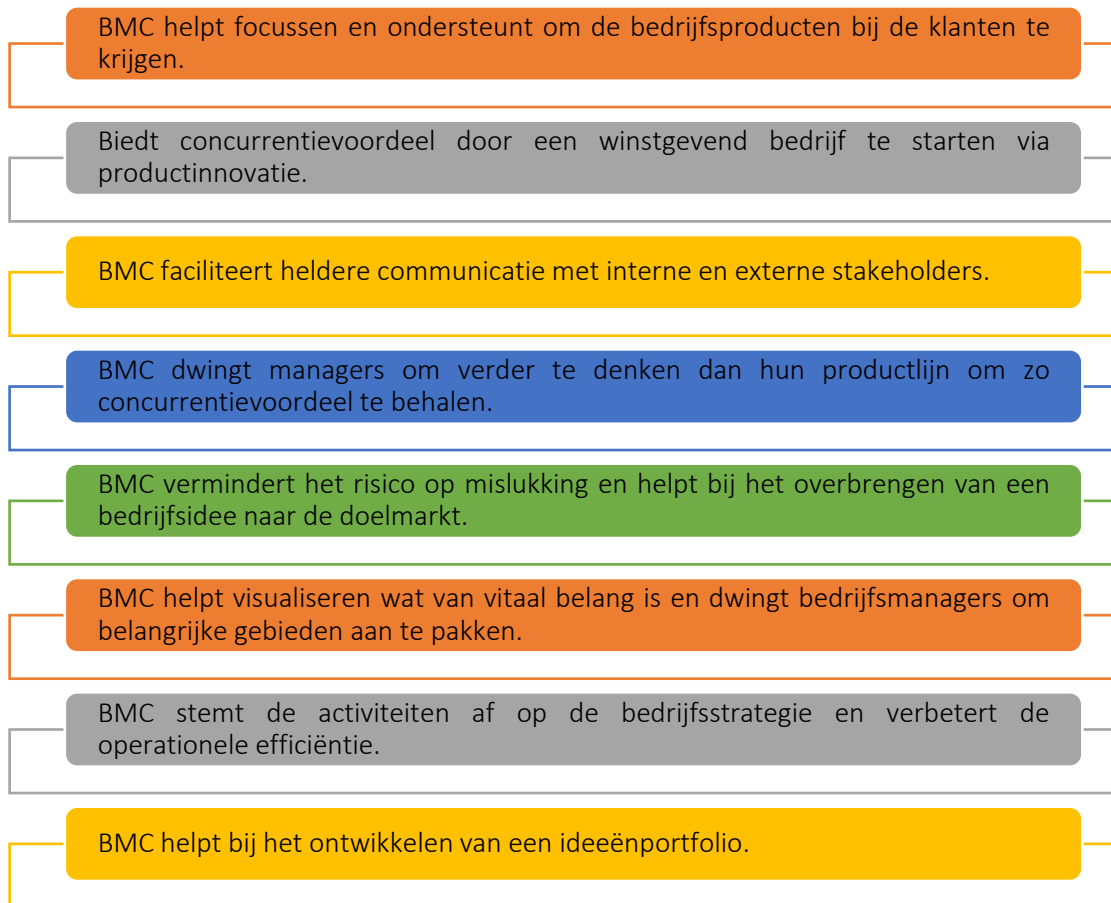 BMC helpt focussen en ondersteunt om de bedrijfsproducten bij de klanten te
krijgen.
Biedt concurrentievoordeel door een winstgevend bedrijf te starten via
productinnovatie.
BMC faciliteert heldere communicatie met interne en externe stakeholders.
BMC dwingt managers om verder te denken dan hun productlijn om zo
concurrentievoordeel te behalen.
BMC vermindert het risico op mislukking en helpt bij het overbrengen van een
bedrijfsidee naar de doelmarkt.
BMC helpt visualiseren wat van vitaal belang is en dwingt bedrijfsmanagers om
belangrijke gebieden aan te pakken.
BMC stemt de activiteiten af op de bedrijfsstrategie en verbetert de
operationele efficiëntie.
BMC helpt bij het ontwikkelen van een ideeënportfolio.